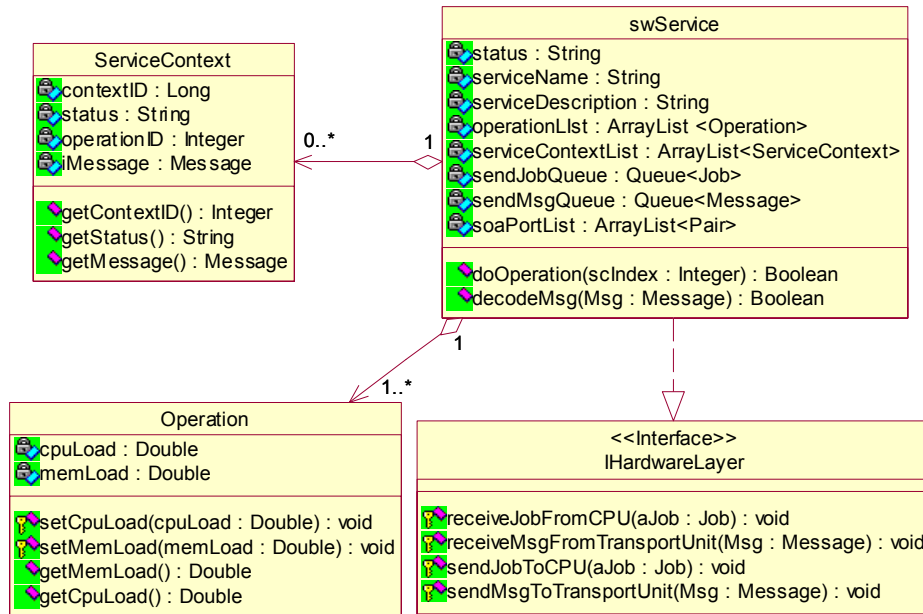 ServiceContext
contextID : Long
status : String
operationID : Integer
iMessage : Message
getContextID() : Integer
getStatus() : String
getMessage() : Message
0..*
1
swService
status : String
serviceName : String
serviceDescription : String
operationLIst : ArrayList <Operation>
serviceContextList : ArrayList<ServiceContext>
sendJobQueue : Queue<Job>
sendMsgQueue : Queue<Message>
soaPortList : ArrayList<Pair>
doOperation(scIndex : Integer) : Boolean
decodeMsg(Msg : Message) : Boolean
1
1..*
Operation
cpuLoad : Double
memLoad : Double
setCpuLoad(cpuLoad : Double) : void
setMemLoad(memLoad : Double) : void
getMemLoad() : Double
getCpuLoad() : Double
<<Interface>>
IHardwareLayer
receiveJobFromCPU(aJob : Job) : void
receiveMsgFromTransportUnit(Msg : Message) : void
sendJobToCPU(aJob : Job) : void
sendMsgToTransportUnit(Msg : Message) : void